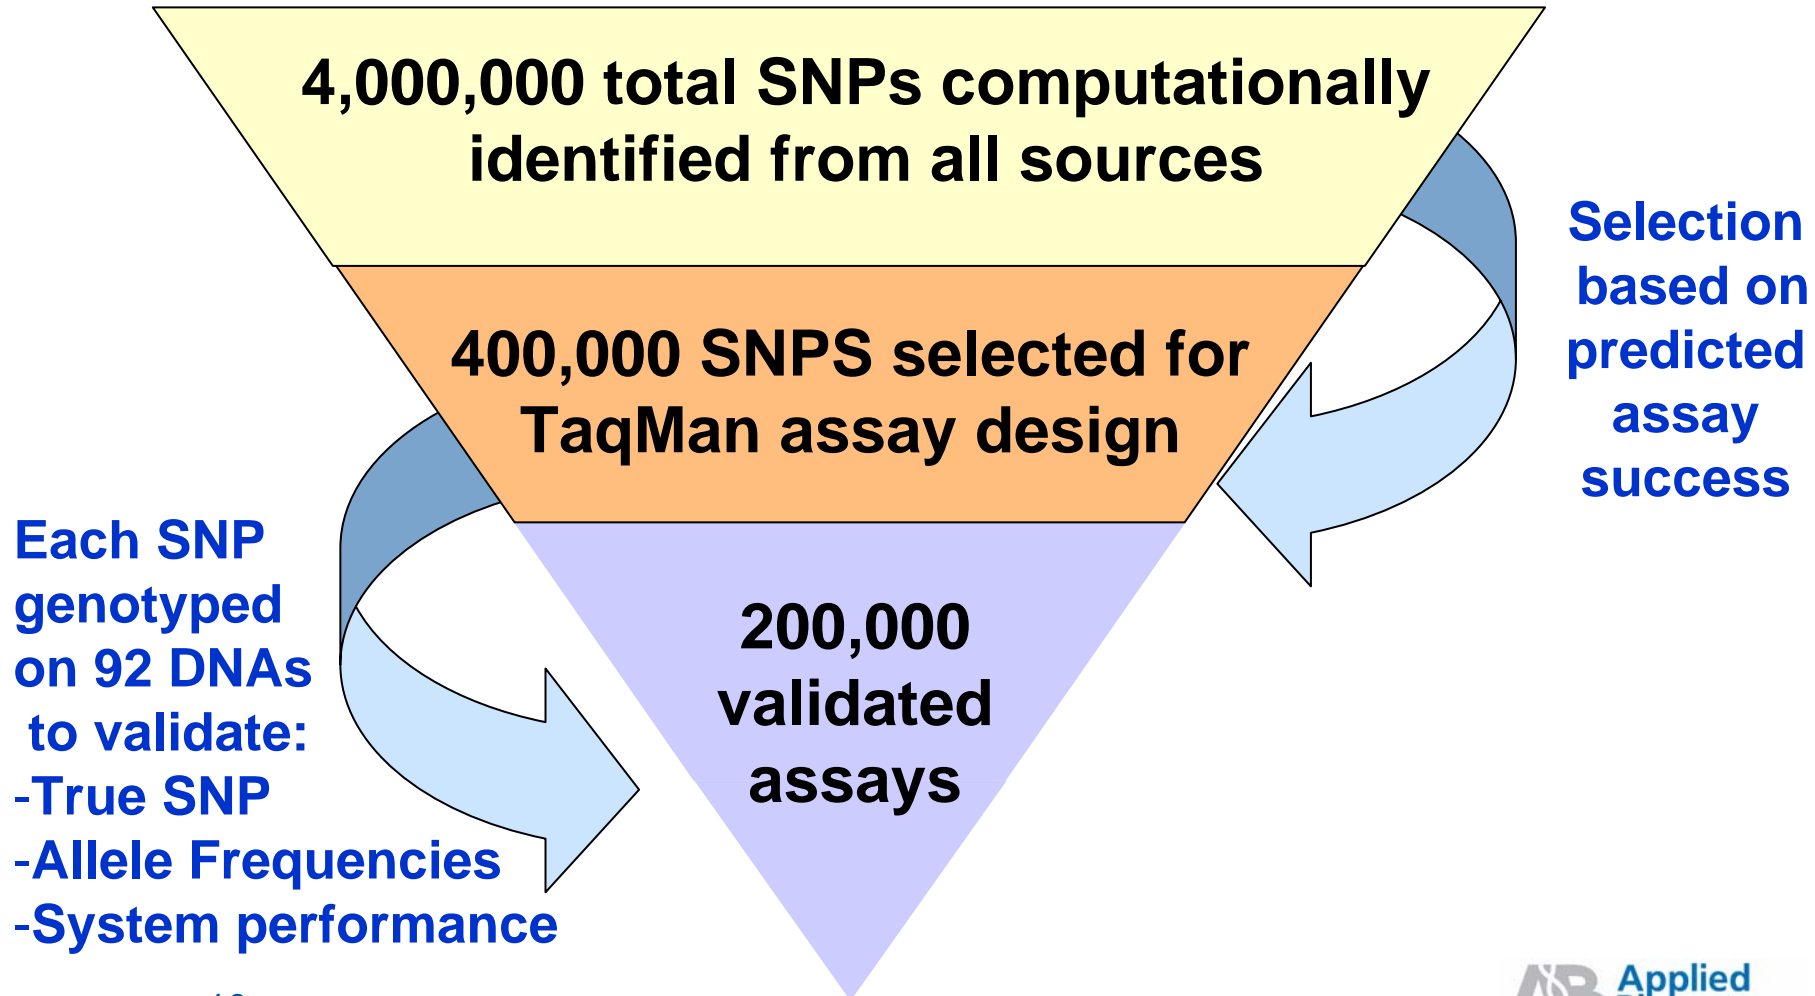 4,000,000 total SNPs computationally
identified from all sources
Selection
based on
predicted
assay
success
400,000 SNPS selected for
TaqMan assay design
Each SNP
genotyped
on 92 DNAs
to validate:
-True SNP
-Allele Frequencies
-System performance
200,000
validated
assays
Applied